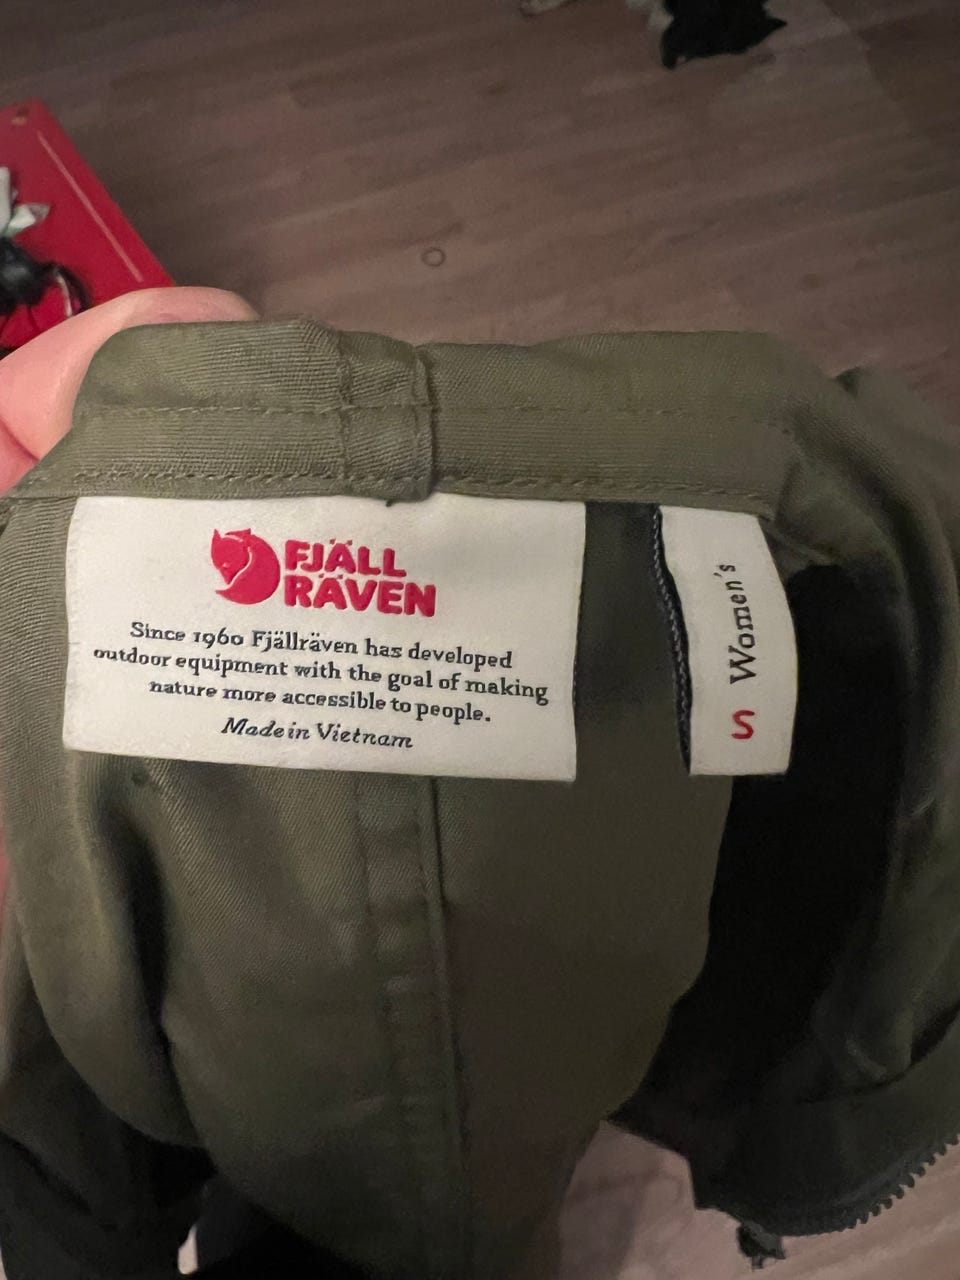 FJÄLL
RÄVEN
Since 1960 Fjällräven has developed
outdoor equipment with the goal of making
nature more accessible to people.
Made in Vietnam
Women's
S